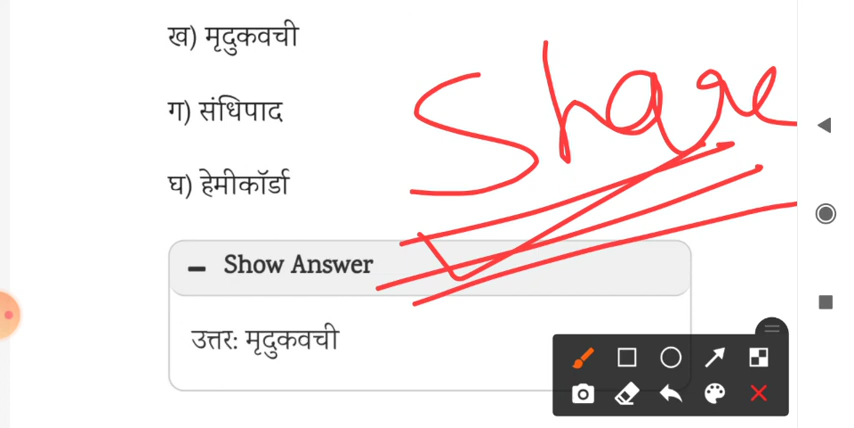 ख) मृदुकवची
Share
ग) संधिपाद
घ) हेमीकॉर्डा
Show Answer
उत्तर: मृदुकवची